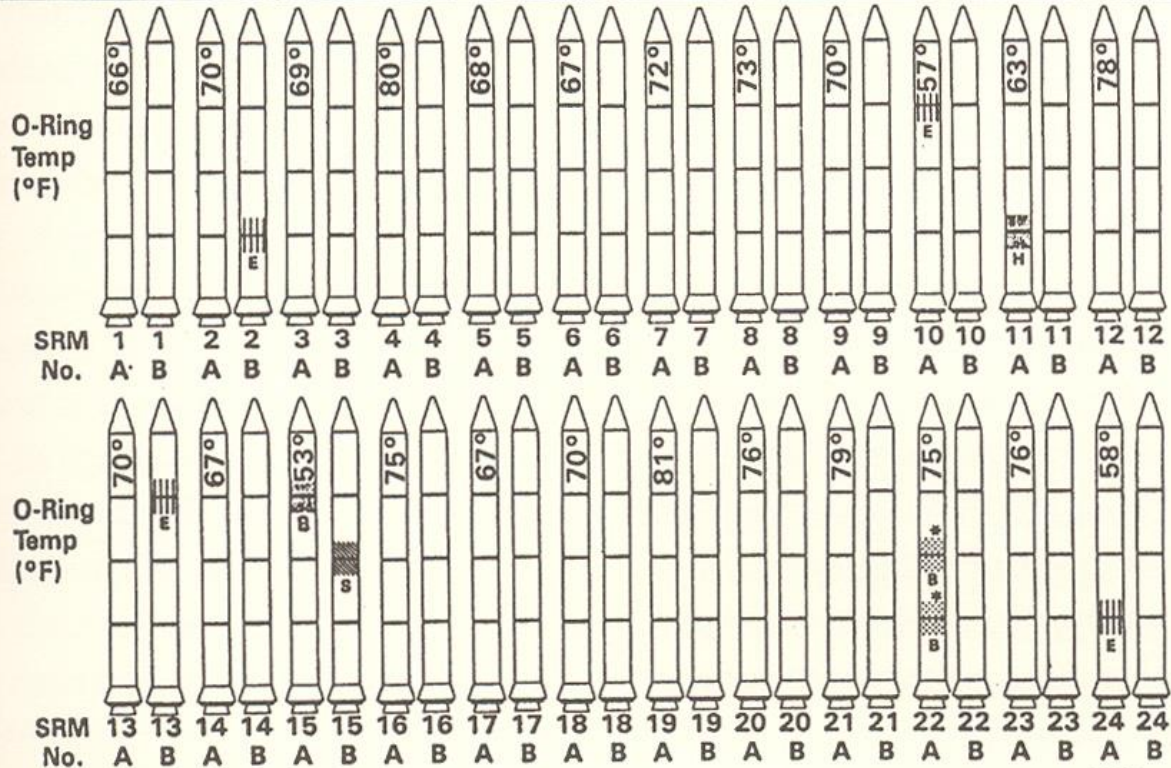 66° 70° 69° 80° 68° 67° 72° 73° 70° 57° 63° 78°
O-Ring
Temp
(°F)
E
E
H
SRM 1 1 2 2 3 3 4 4 5 5 6 6 7 7 8 8 9 9 10 10 11 11 12 12
No. A B A B A B A B A B A B A B A B A B A B A B A B
70° 67° 53° 75° 67° 70° 81° 76° 79° 75° 76° 58°
O-Ring
Temp
(°F)
E
B
*
S
B
*
B
E
SRM 13 13 14 14 15 15 16 16 17 17 18 18 19 19 20 20 21 21 22 22 23 23 24 24
No. A B A B A B A B A B A B A B A B A B A B A B A B